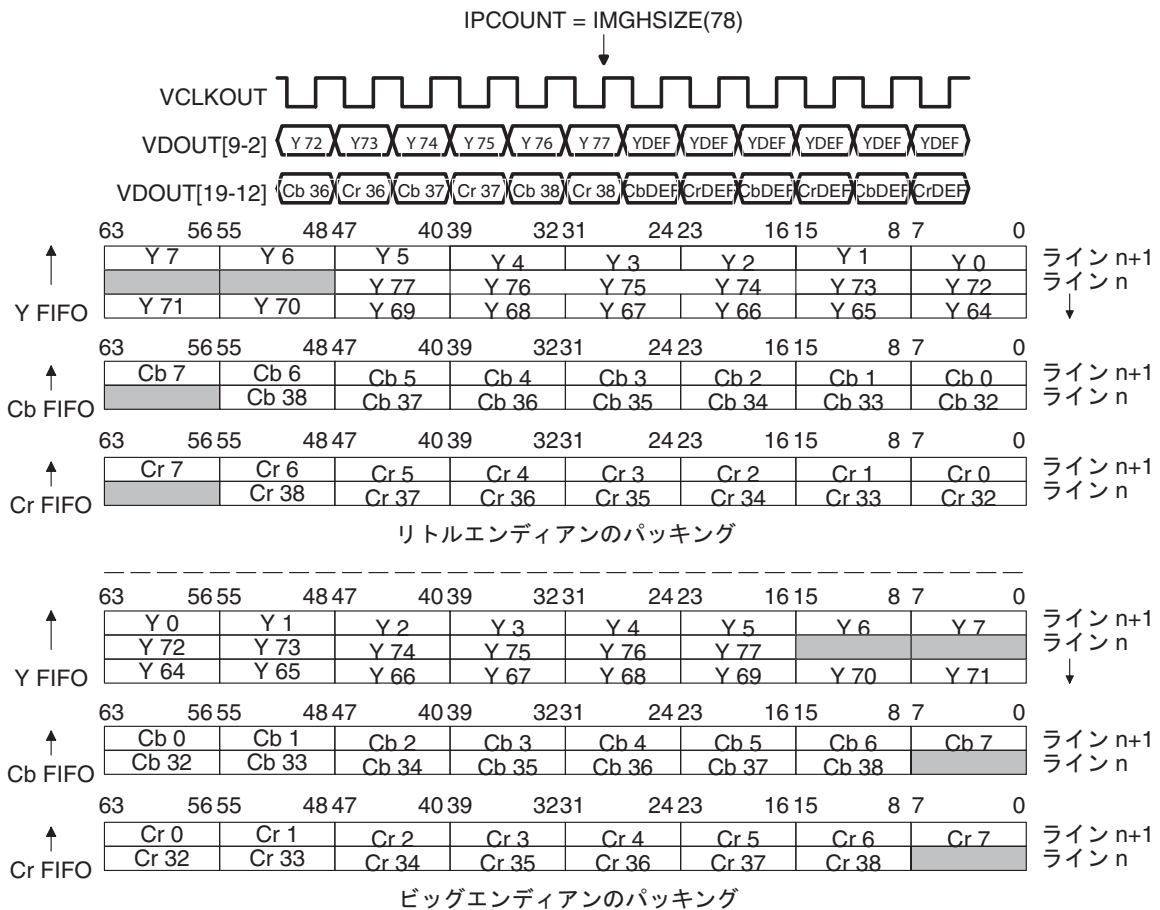 IPCOUNT = IMGHSIZE(78)
VCLKOUT
VDOUT[9-2] Y 72 Y73 Y 74 Y 75 Y 76 Y 77 YDEF YDEF YDEF YDEF YDEF YDEF
VDOUT[19-12] Cb 36 Cr 36 Cb 37 Cr 37 Cb 38 Cr 38 CbDEF CrDEF CbDEF CrDEF CbDEF CrDEF
63 56 55 48 47 40 39 32 31 24 23 16 15 8 7 0
Y 7 Y 6 Y 5 Y 4 Y 3 Y 2 Y 1 Y 0 ライン n+1
Y 77 Y 76 Y 75 Y 74 Y 73 Y 72 ライン n
Y FIFO Y 71 Y 70 Y 69 Y 68 Y 67 Y 66 Y 65 Y 64
63 56 55 48 47 40 39 32 31 24 23 16 15 8 7 0
Cb 7 Cb 6 Cb 5 Cb 4 Cb 3 Cb 2 Cb 1 Cb 0 ライン n+1
Cb FIFO Cb 38 Cb 37 Cb 36 Cb 35 Cb 34 Cb 33 Cb 32 ライン n
63 56 55 48 47 40 39 32 31 24 23 16 15 8 7 0
Cr 7 Cr 6 Cr 5 Cr 4 Cr 3 Cr 2 Cr 1 Cr 0 ライン n+1
Cr FIFO Cr 38 Cr 37 Cr 36 Cr 35 Cr 34 Cr 33 Cr 32 ライン n
リトルエンディアンのパッキング
63 56 55 48 47 40 39 32 31 24 23 16 15 8 7 0
Y 0 Y 1 Y 2 Y 3 Y 4 Y 5 Y 6 Y 7 ライン n+1
Y 72 Y 73 Y 74 Y 75 Y 76 Y 77 ライン n
Y FIFO Y 64 Y 65 Y 66 Y 67 Y 68 Y 69 Y 70 Y 71
63 56 55 48 47 40 39 32 31 24 23 16 15 8 7 0
Cb 0 Cb 1 Cb 2 Cb 3 Cb 4 Cb 5 Cb 6 Cb 7 ライン n+1
Cb FIFO Cb 32 Cb 33 Cb 34 Cb 35 Cb 36 Cb 37 Cb 38 ライン n
63 56 55 48 47 40 39 32 31 24 23 16 15 8 7 0
Cr 0 Cr 1 Cr 2 Cr 3 Cr 4 Cr 5 Cr 6 Cr 7 ライン n+1
Cr FIFO Cr 32 Cr 33 Cr 34 Cr 35 Cr 36 Cr 37 Cr 38 ライン n
ビッグエンディアンのパッキング